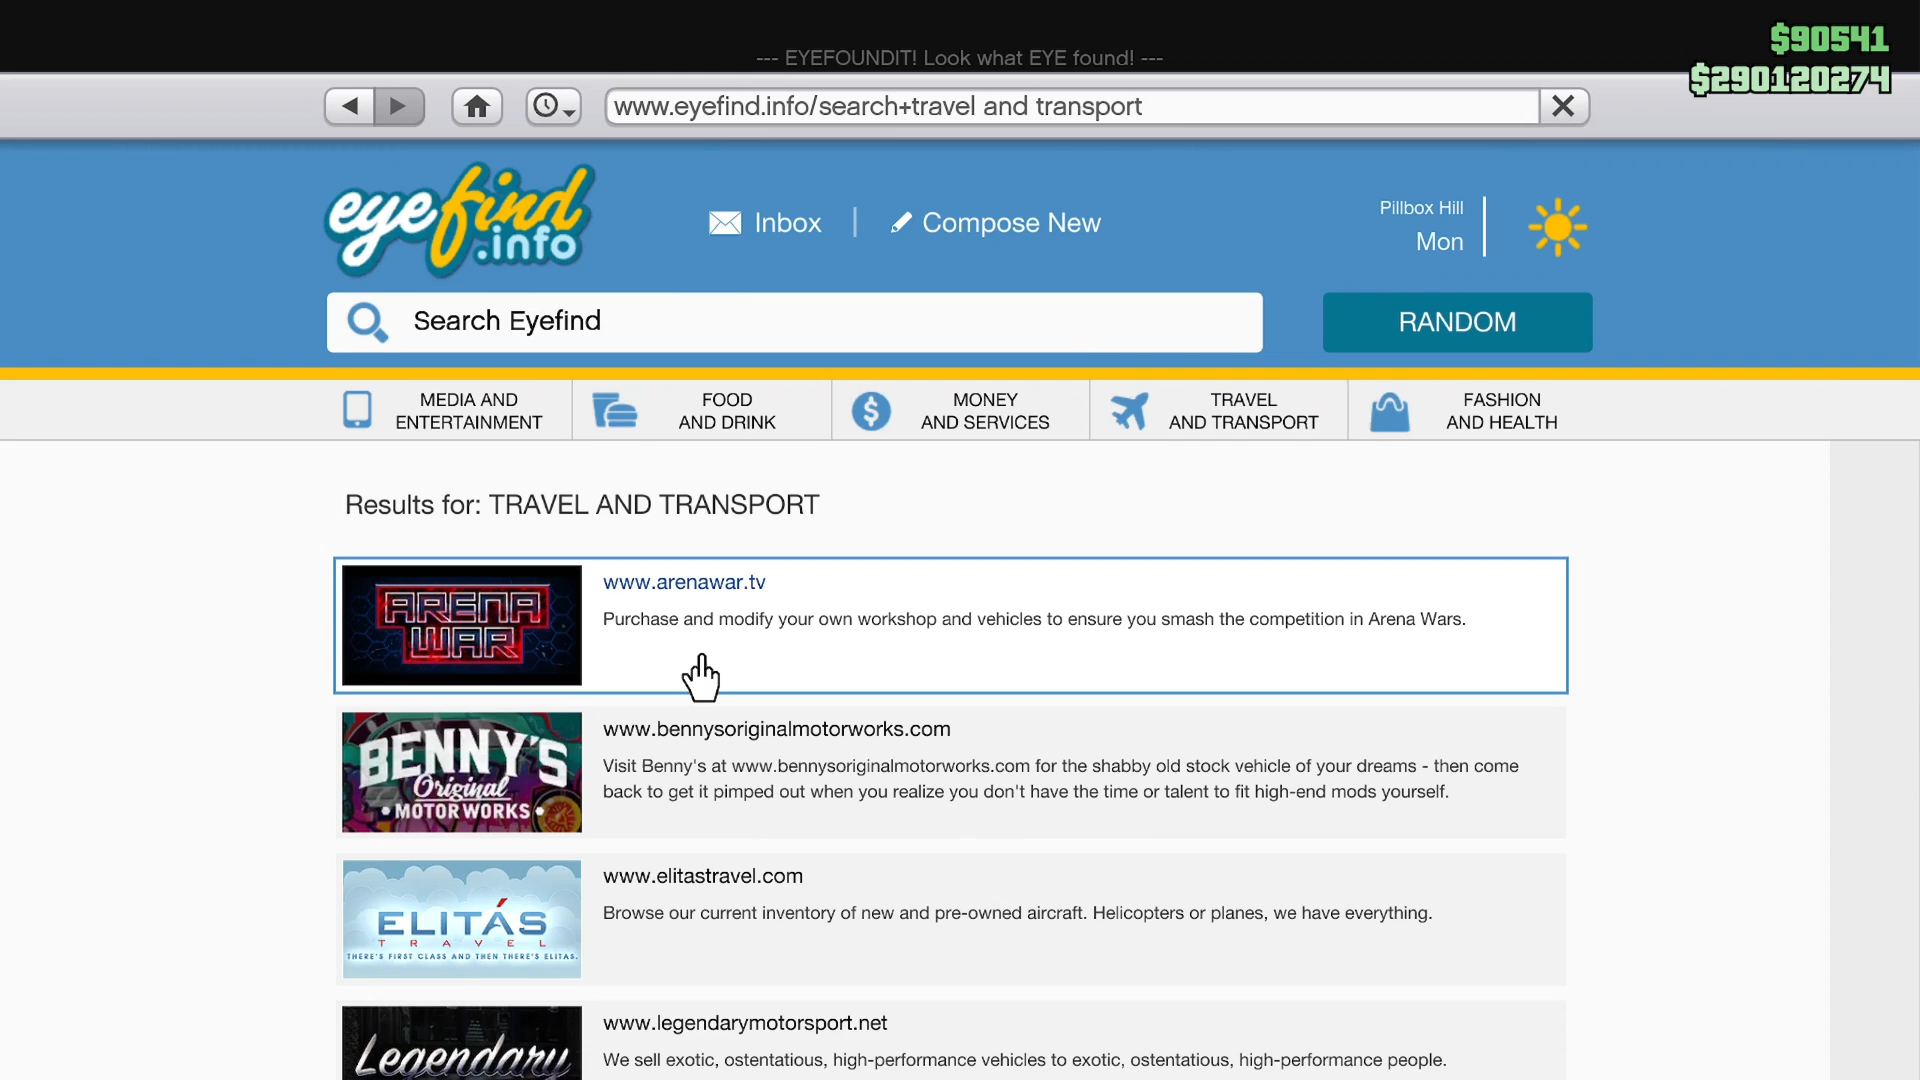 $90541
--- EYEFOUNDIT! Look what EYE found! ---
$290120274
www.eyefind.info/search+travel and transport
eyefind
.info
Inbox
Compose New
Pillbox Hill
Mon
Search Eyefind
RANDOM
MEDIA AND
ENTERTAINMENT
FOOD
AND DRINK
MONEY
AND SERVICES
TRAVEL
AND TRANSPORT
FASHION
AND HEALTH
Results for: TRAVEL AND TRANSPORT
ARENA
WAR
www.arenawar.tv
Purchase and modify your own workshop and vehicles to ensure you smash the competition in Arena Wars.
BENNY'S
Original
MOTOR WORKS
www.bennysoriginalmotorworks.com
Visit Benny's at www.bennysoriginalmotorworks.com for the shabby old stock vehicle of your dreams - then come
back to get it pimped out when you realize you don't have the time or talent to fit high-end mods yourself.
ELITÁS
TRAVEL
THERE'S FIRST CLASS AND THEN THERE'S ELITAS.
www.elitastravel.com
Browse our current inventory of new and pre-owned aircraft. Helicopters or planes, we have everything.
Legendary
www.legendarymotorsport.net
We sell exotic, ostentatious, high-performance vehicles to exotic, ostentatious, high-performance people.